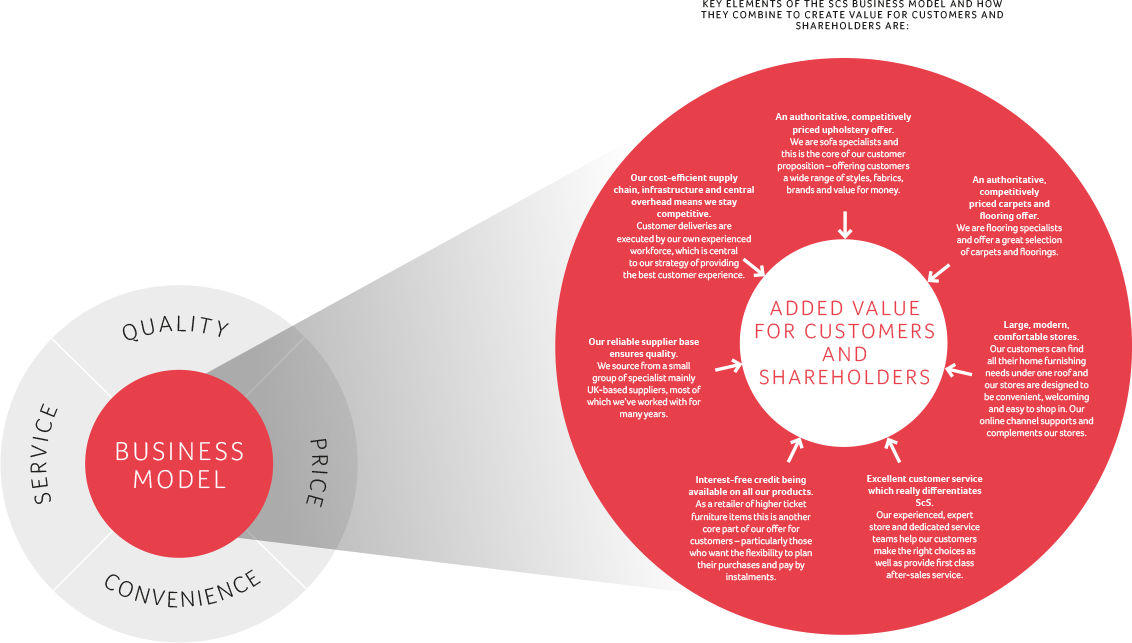 KEY ELEMENTS OF THE SCS BUSINESS MODEL AND HOW
THEY COMBINE TO CREATE VALUE FOR CUSTOMERS AND
SHAREHOLDERS ARE:
An authoritative, competitively
priced upholstery offer.
We are sofa specialists and
this is the core of our customer
proposition – offering customers
a wide range of styles, fabrics,
brands and value for money.
An authoritative,
competitively
priced carpets and
flooring offer.
We are flooring specialists
and offer a great selection
of carpets and floorings.
Large, modern,
comfortable stores.
Our customers can find
all their home furnishing
needs under one roof and
our stores are designed to
be convenient, welcoming
and easy to shop in. Our
online channel supports and
complements our stores.
Excellent customer service
which really differentiates
ScS.
Our experienced, expert
store and dedicated service
teams help our customers
make the right choices as
well as provide first class
after-sales service.
Interest-free credit being
available on all our products.
As a retailer of higher ticket
furniture items this is another
core part of our offer for
customers – particularly those
who want the flexibility to plan
their purchases and pay by
instalments.
Our reliable supplier base
ensures quality.
We source from a small
group of specialist mainly
UK-based suppliers, most of
which we've worked with for
many years.
Our cost-efficient supply
chain, infrastructure and central
overhead means we stay
competitive.
Customer deliveries are
executed by our own experienced
workforce, which is central
to our strategy of providing
the best customer experience.
ADDED VALUE
FOR CUSTOMERS
AND
SHAREHOLDERS
QUALITY
PRICE
CONVENIENCE
SERVICE
BUSINESS
MODEL